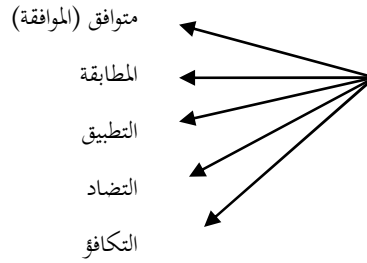 متوافق (الموافقة)
المطابقة
التطبيق
التضاد
التكافؤ